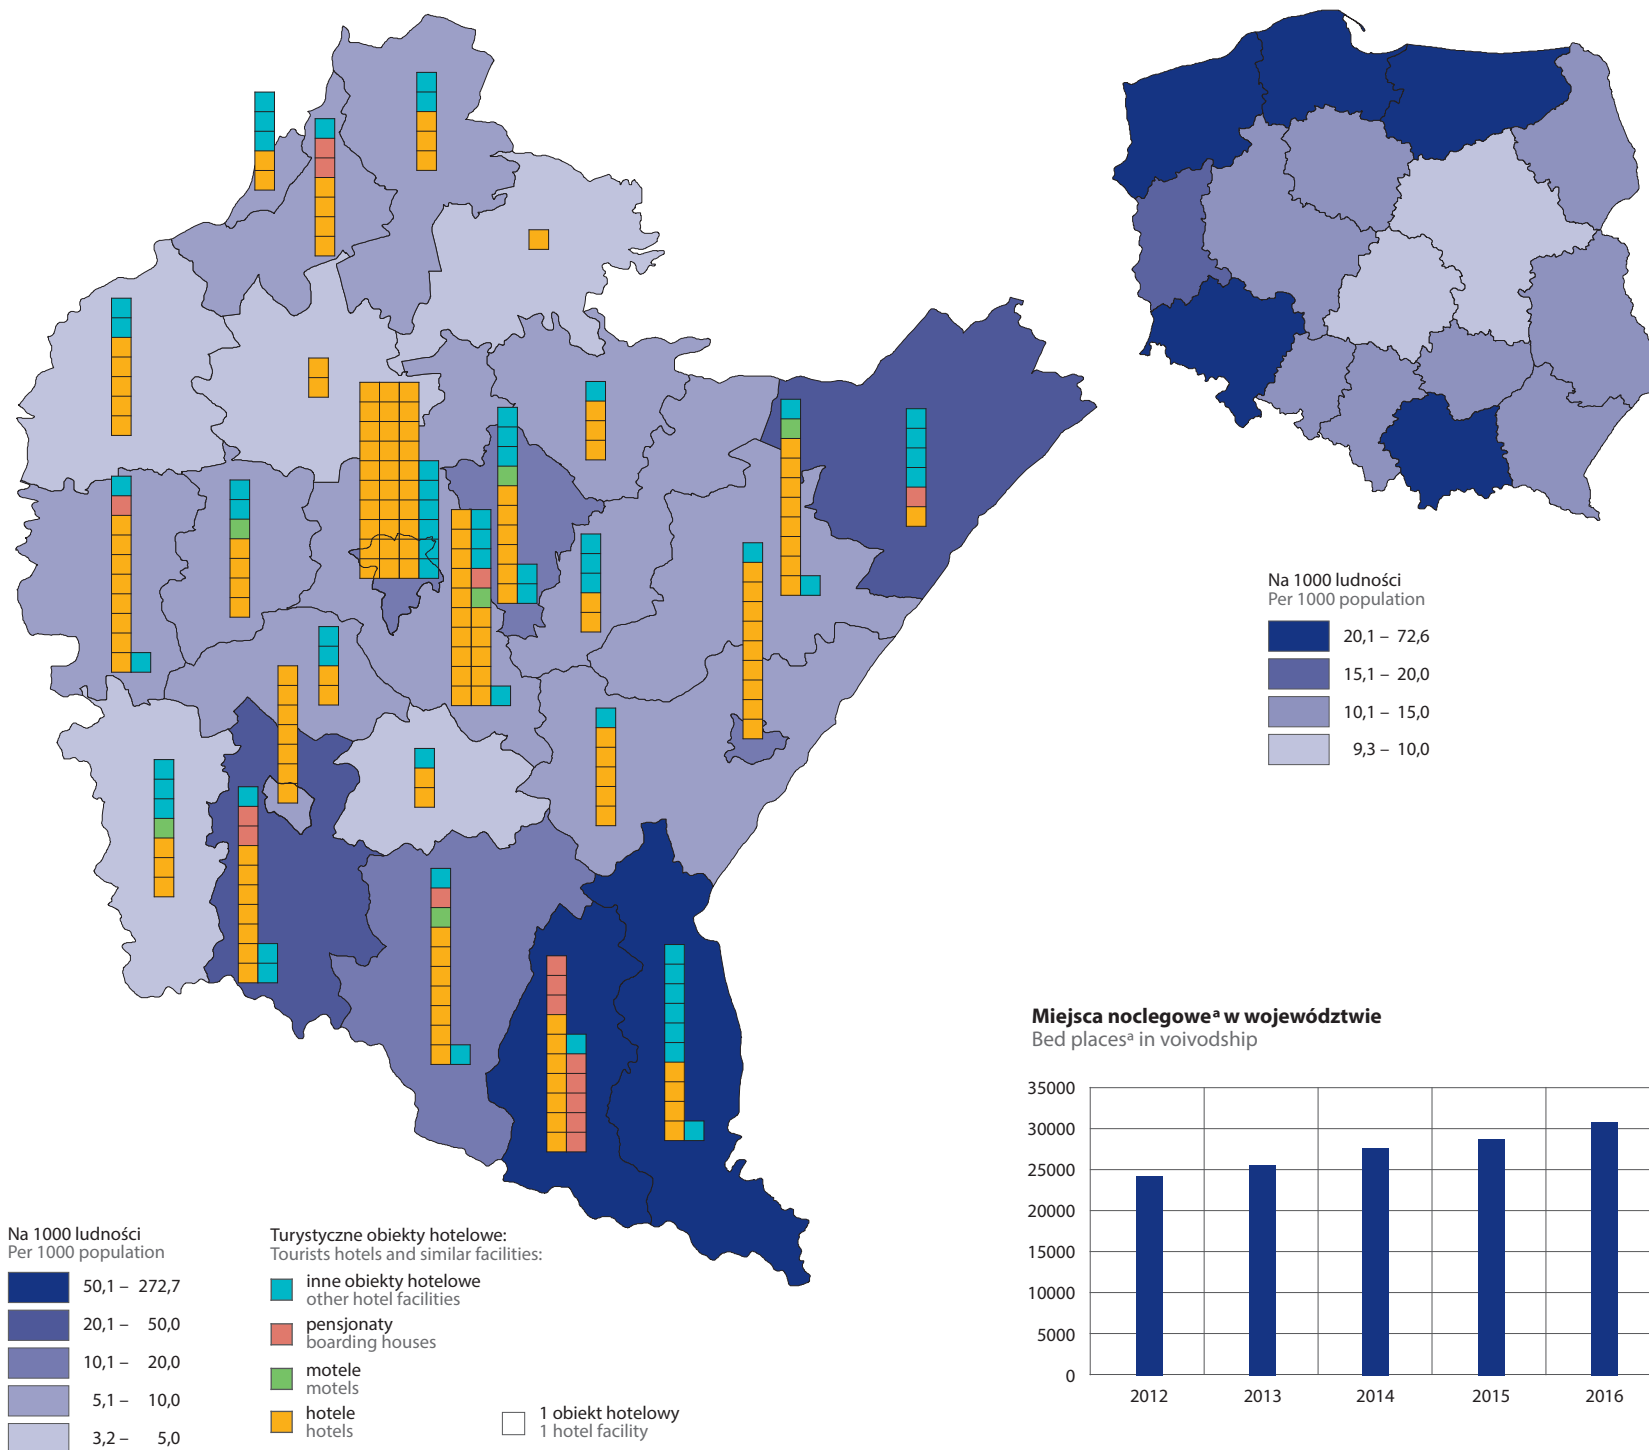 Na 1000 ludności
Per 1000 population
20,1 – 72,6
15,1 – 20,0
10,1 – 15,0
9,3 – 10,0
Miejsca noclegoweᵃ w województwie
Bed placesᵃ in voivodship
35000
30000
25000
20000
15000
10000
5000
0
2012 2013 2014 2015 2016
Na 1000 ludności
Per 1000 population
50,1 – 272,7
20,1 – 50,0
10,1 – 20,0
5,1 – 10,0
3,2 – 5,0
Turystyczne obiekty hotelowe:
Tourists hotels and similar facilities:
inne obiekty hotelowe
other hotel facilities
pensjonaty
boarding houses
motele
motels
hotele
hotels
1 obiekt hotelowy
1 hotel facility